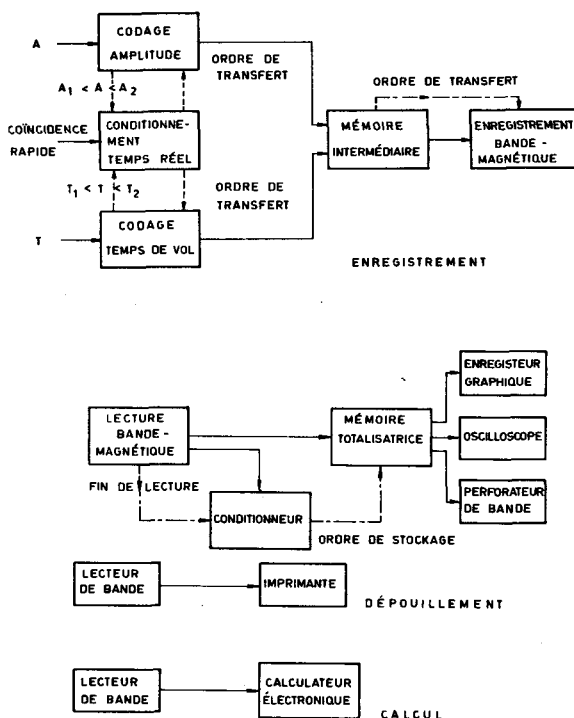 A
CODAGE
AMPLITUDE
ORDRE DE
TRANSFERT
A1 < A < A2
COÏNCIDENCE
RAPIDE
CONDITIONNE-
MENT
TEMPS RÉEL
T1 < T < T2
ORDRE DE
TRANSFERT
T
CODAGE
TEMPS DE VOL
MÉMOIRE
INTERMÉDIAIRE
ORDRE DE TRANSFERT
ENREGISTREMENT
BANDE-
MAGNÉTIQUE
ENREGISTREMENT
LECTURE
BANDE-
MAGNÉTIQUE
FIN DE LECTURE
CONDITIONNEUR
ORDRE DE STOCKAGE
MÉMOIRE
TOTALISATRICE
ENREGISTEUR
GRAPHIQUE
OSCILLOSCOPE
PERFORATEUR
DE BANDE
LECTEUR
DE BANDE
IMPRIMANTE
DÉPOUILLEMENT
LECTEUR
DE BANDE
CALCULATEUR
ÉLECTRONIQUE
CALCUL